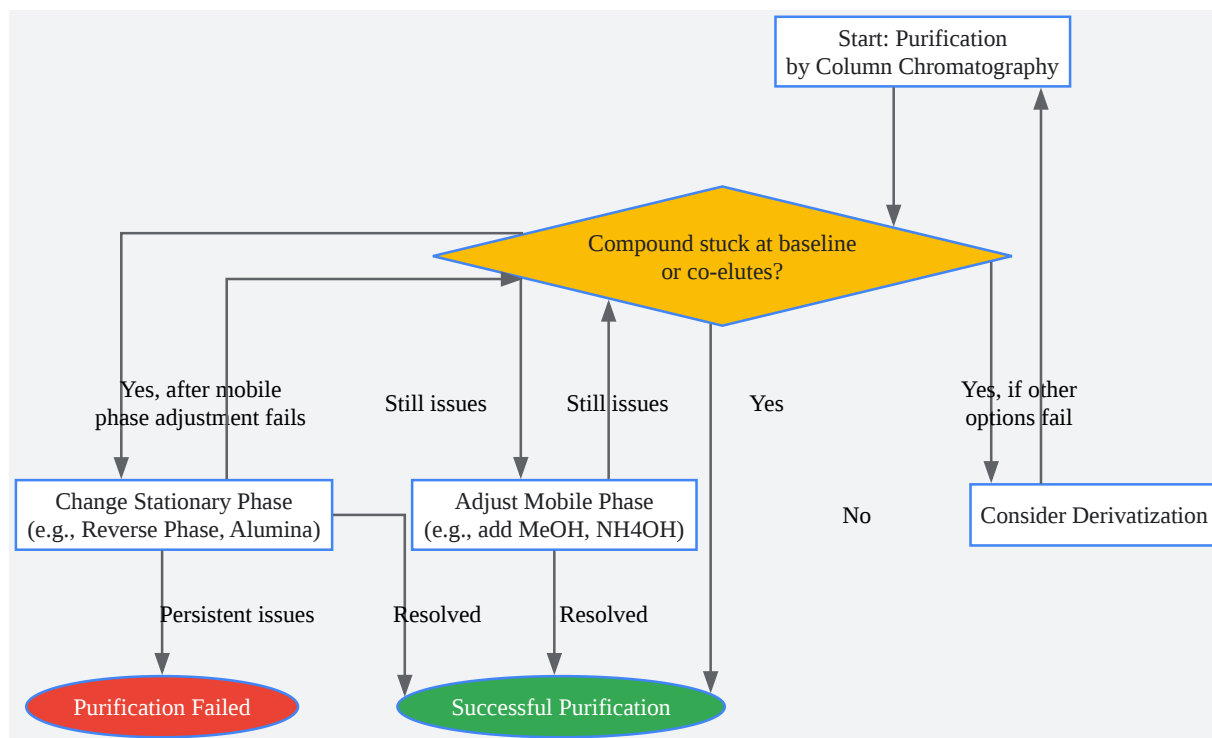 Start: Purification
by Column Chromatography
Compound stuck at baseline
or co-elutes?
Yes, after mobile
phase adjustment fails
Still issues
Still issues
Yes
Yes, if other
options fail
Change Stationary Phase
(e.g., Reverse Phase, Alumina)
Adjust Mobile Phase
(e.g., add MeOH, NH4OH)
No
Consider Derivatization
Persistent issues
Resolved
Resolved
Purification Failed
Successful Purification